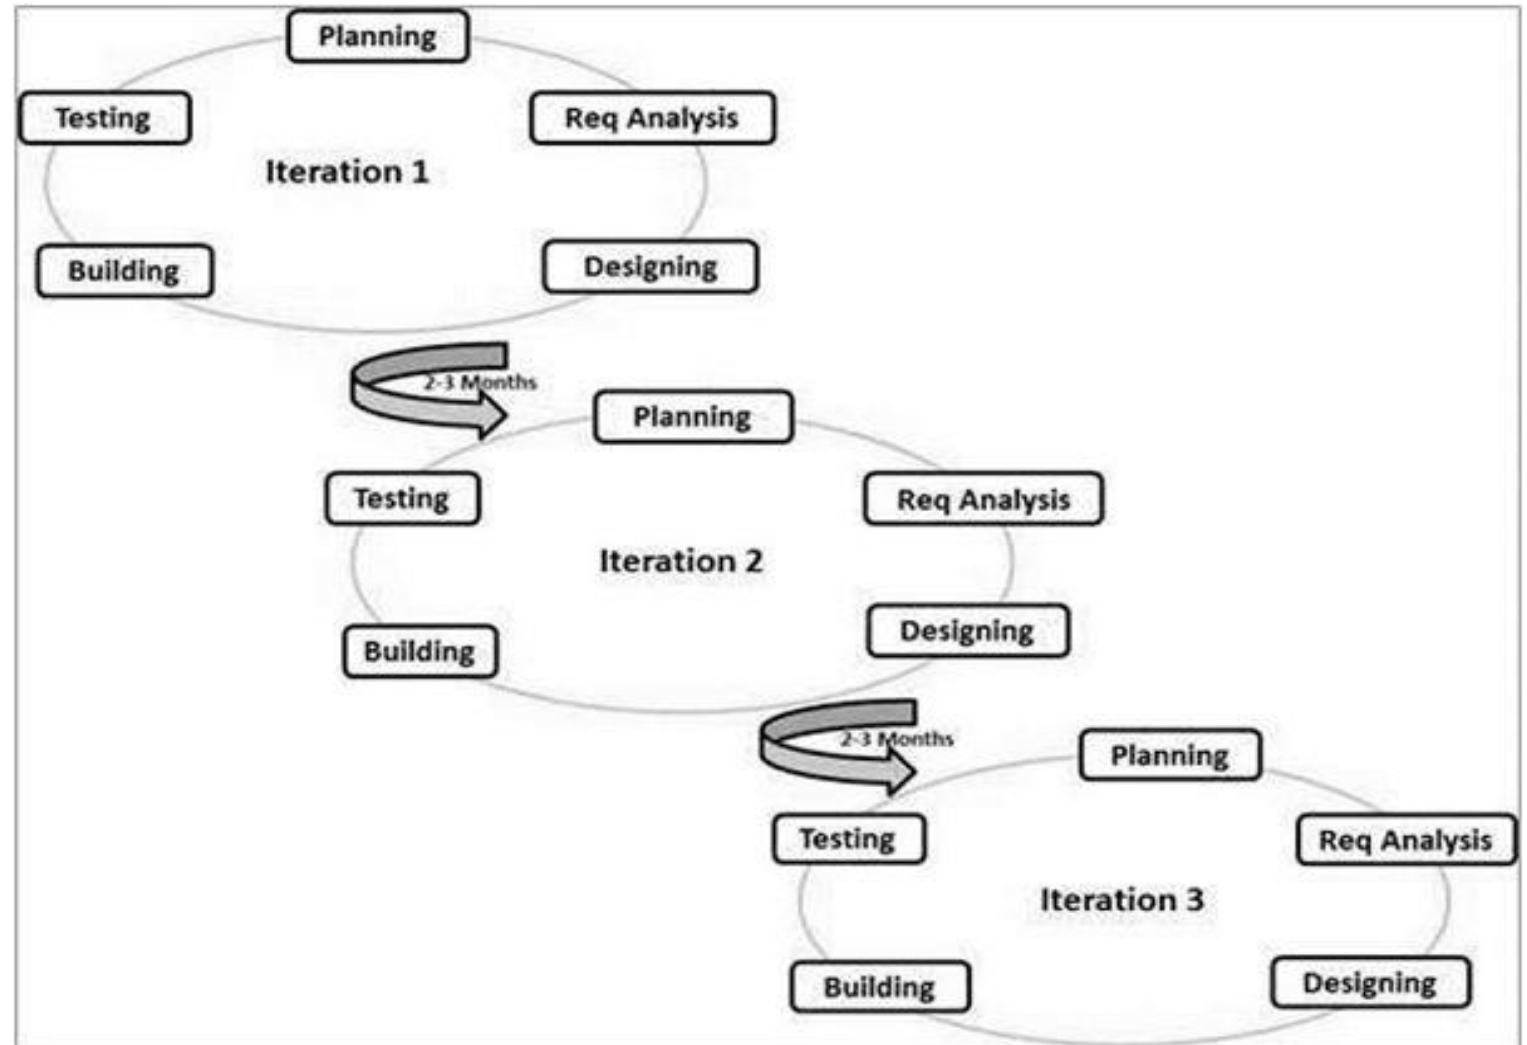 Planning
Testing
Req Analysis
Iteration 1
Building
Designing
2-3 Months
Planning
Testing
Req Analysis
Iteration 2
Building
Designing
2-3 Months
Planning
Testing
Req Analysis
Iteration 3
Building
Designing